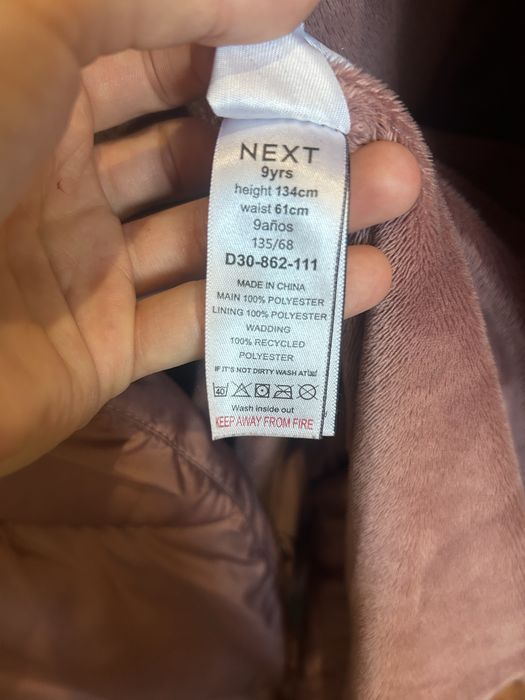 NEXT
9yrs
height 134cm
waist 61cm
9años
135/68
D30-862-111
MADE IN CHINA
MAIN 100% POLYESTER
LINING 100% POLYESTER
WADDING
100% RECYCLED
POLYESTER
IF IT'S NOT DIRTY WASH AT
40
Wash inside out
KEEP AWAY FROM FIRE